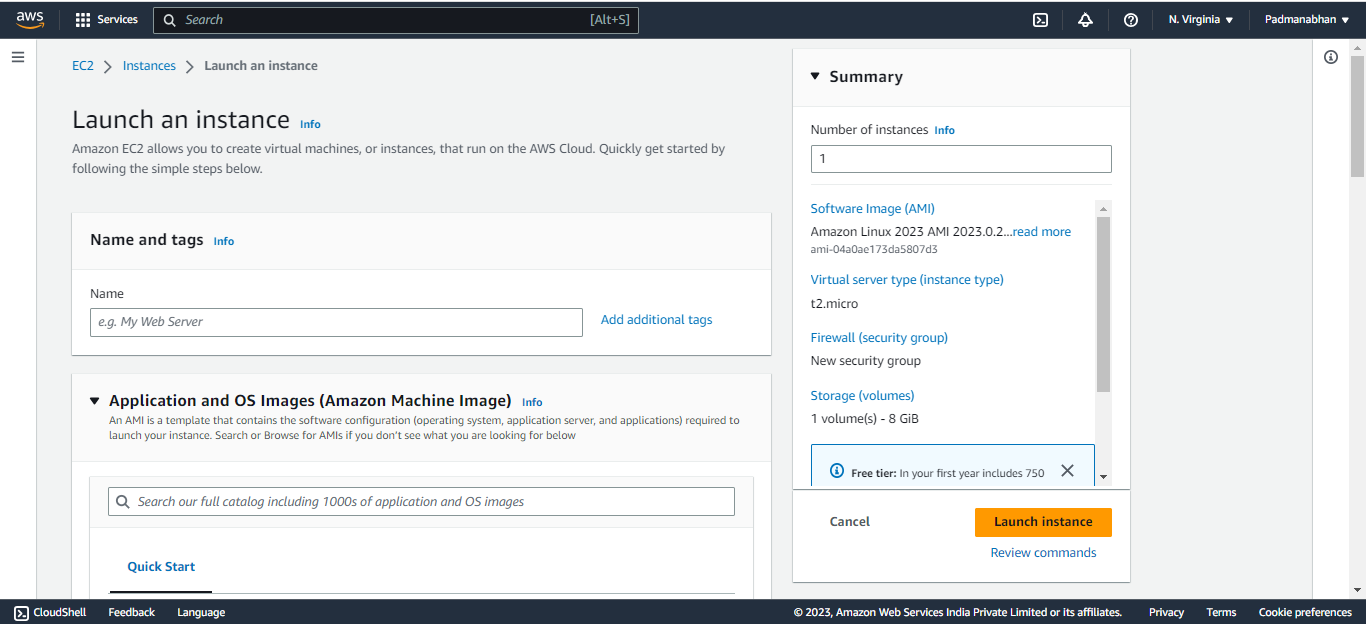 aws
Services
Search
[Alt+S]
N. Virginia
Padmanabhan
EC2
Instances
Launch an instance
Launch an instance Info
Amazon EC2 allows you to create virtual machines, or instances, that run on the AWS Cloud. Quickly get started by
following the simple steps below.
Name and tags Info
Name
e.g. My Web Server
Add additional tags
Application and OS Images (Amazon Machine Image) Info
An AMI is a template that contains the software configuration (operating system, application server, and applications) required to
launch your instance. Search or Browse for AMIs if you don't see what you are looking for below
Search our full catalog including 1000s of application and OS images
Quick Start
Summary
Number of instances Info
1
Software Image (AMI)
Amazon Linux 2023 AMI 2023.0.2...read more
ami-04a0ae173da5807d3
Virtual server type (instance type)
t2.micro
Firewall (security group)
New security group
Storage (volumes)
1 volume(s) - 8 GiB
Free tier: In your first year includes 750
Cancel
Launch instance
Review commands
CloudShell
Feedback
Language
© 2023, Amazon Web Services India Private Limited or its affiliates.
Privacy
Terms
Cookie preferences